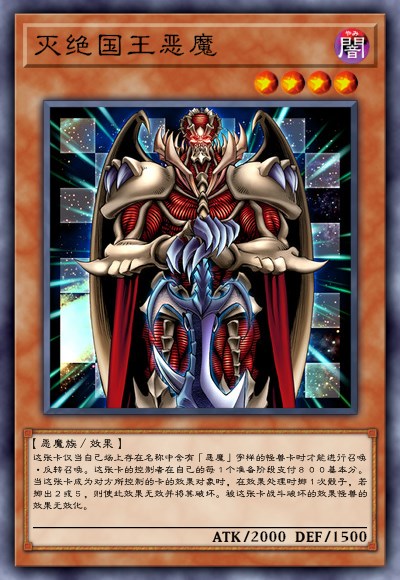 灭绝国王恶魔
やみ
闇
【恶魔族／效果】
这张卡仅当自己场上存在名称中含有「恶魔」字样的怪兽卡时才能进行召唤
·反转召唤。这张卡的控制者在自己的每1个准备阶段支付８００基本分。
当这张卡成为对方所控制的卡的效果对象时，在效果处理时掷1次骰子，若
掷出２或５，则使此效果无效并将其破坏。被这张卡战斗破坏的效果怪兽的
效果无效化。
ATK/2000 DEF/1500